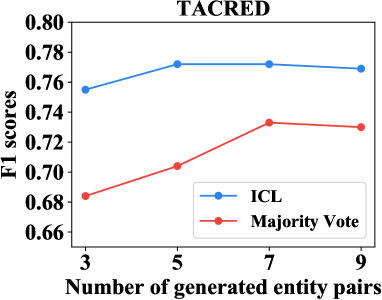 TACRED
F1 scores
0.80
0.78
0.76
0.74
0.72
0.70
0.68
0.66
ICL
Majority Vote
3 5 7 9
Number of generated entity pairs